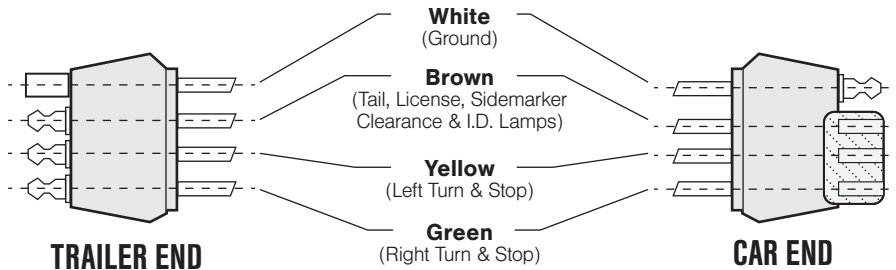 White
(Ground)
Brown
(Tail, License, Sidemarker
Clearance & I.D. Lamps)
Yellow
(Left Turn & Stop)
Green
(Right Turn & Stop)
TRAILER END
CAR END